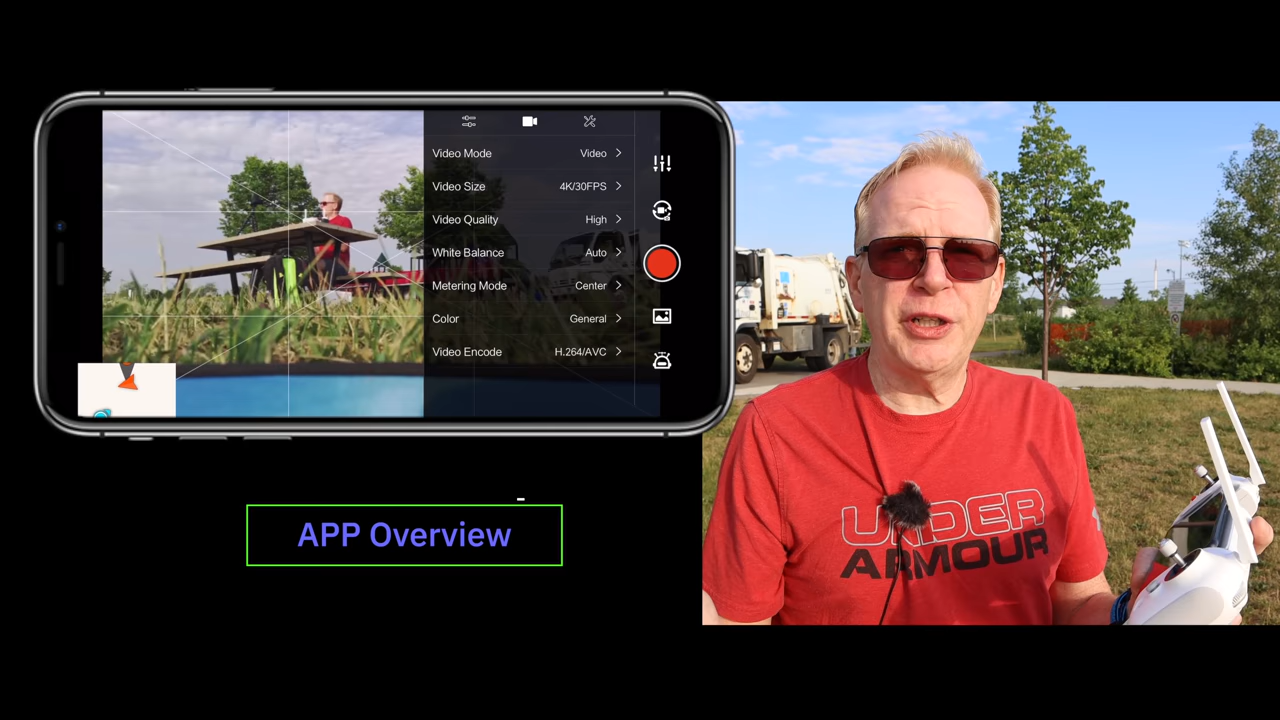 Video Mode Video
Video Size 4K/30FPS
Video Quality High
White Balance Auto
Metering Mode Center
Color General
Video Encode H.264/AVC
APP Overview
UNDER
ARMOUR